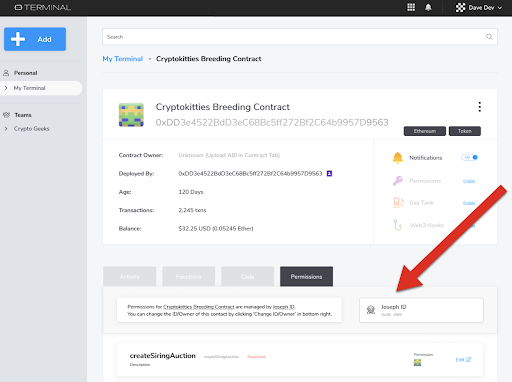 TERMINAL
Dave Dev
Add
Search
Personal
My Terminal
Teams
Crypto Geeks
My Terminal > Cryptokitties Breeding Contract
Cryptokitties Breeding Contract
0xDD3e4522BdD3eC68Bc5ff272Bf2C64b9957D9563
Ethereum Token
Contract Owner: Unknown (Upload ABI in Contract Tab)
Deployed By: 0xDD3e4522BdD3eC68Bc5ff272Bf2C64b9957D9563
Age: 120 Days
Transactions: 2,245 txns
Balance: $32.25 USD (0.05245 Ether)
Notifications On
Permissions Enable
Gas Tank Enable
Web3 Hooks
Activity Functions Code Permissions
Permissions for Cryptokitties Breeding Contract are managed by Joseph ID.
You can change the ID/Owner of this contact by clicking 'Change ID/Owner' in bottom right.
Joseph ID
createSiringAuction createSiringAuction
Description
Permissions
Edit